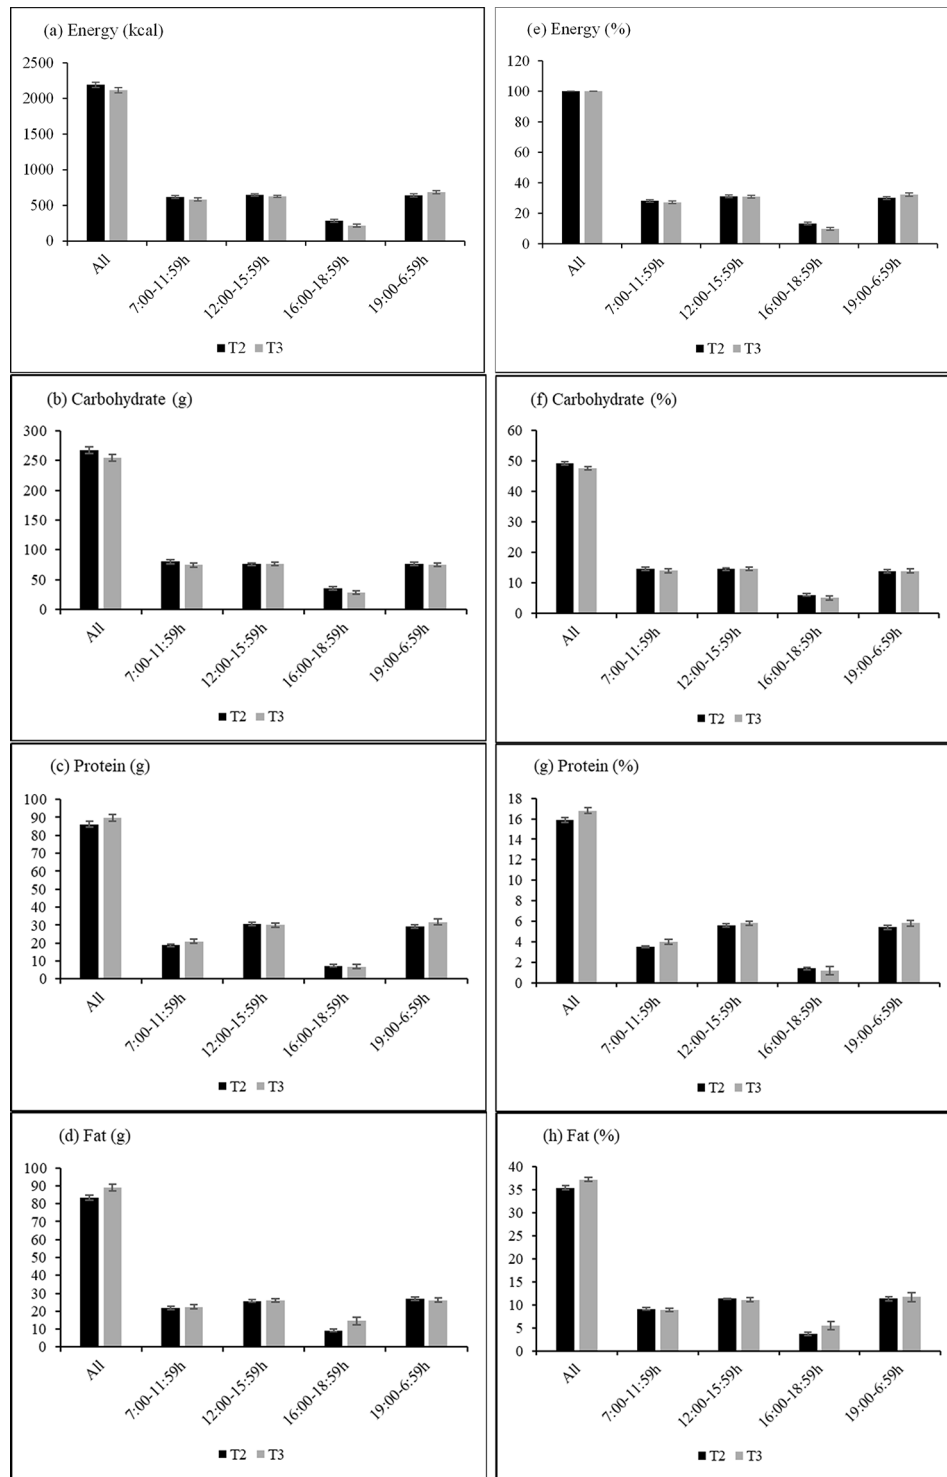 (a) Energy (kcal)
2500
2000
1500
1000
500
0
All
7:00-11:59h
12:00-15:59h
16:00-18:59h
19:00-6:59h
T2 T3
(e) Energy (%)
120
100
80
60
40
20
0
All
7:00-11:59h
12:00-15:59h
16:00-18:59h
19:00-6:59h
T2 T3
(b) Carbohydrate (g)
300
250
200
150
100
50
0
All
7:00-11:59h
12:00-15:59h
16:00-18:59h
19:00-6:59h
T2 T3
(f) Carbohydrate (%)
60
50
40
30
20
10
0
All
7:00-11:59h
12:00-15:59h
16:00-18:59h
19:00-6:59h
T2 T3
(c) Protein (g)
100
90
80
70
60
50
40
30
20
10
0
All
7:00-11:59h
12:00-15:59h
16:00-18:59h
19:00-6:59h
T2 T3
(g) Protein (%)
18
16
14
12
10
8
6
4
2
0
All
7:00-11:59h
12:00-15:59h
16:00-18:59h
19:00-6:59h
T2 T3
(d) Fat (g)
100
90
80
70
60
50
40
30
20
10
0
All
7:00-11:59h
12:00-15:59h
16:00-18:59h
19:00-6:59h
T2 T3
(h) Fat (%)
40
35
30
25
20
15
10
5
0
All
7:00-11:59h
12:00-15:59h
16:00-18:59h
19:00-6:59h
T2 T3